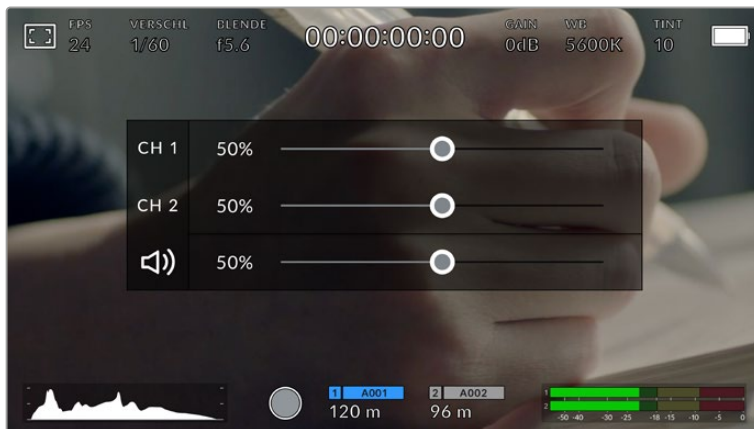 FPS VERSCHL BLENDE 00:00:00:00 GAIN WB TINT
24 1/60 f5.6 0dB 5600K 10
CH 1 50%
CH 2 50%
50%
1 A001 2 A002
120 m 96 m
1
2
-50 -40 -30 -25 -18 -15 -10 -5 0